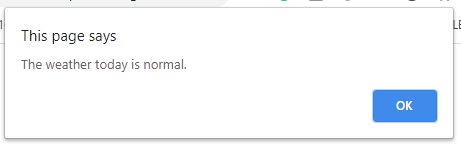 This page says
The weather today is normal.
OK